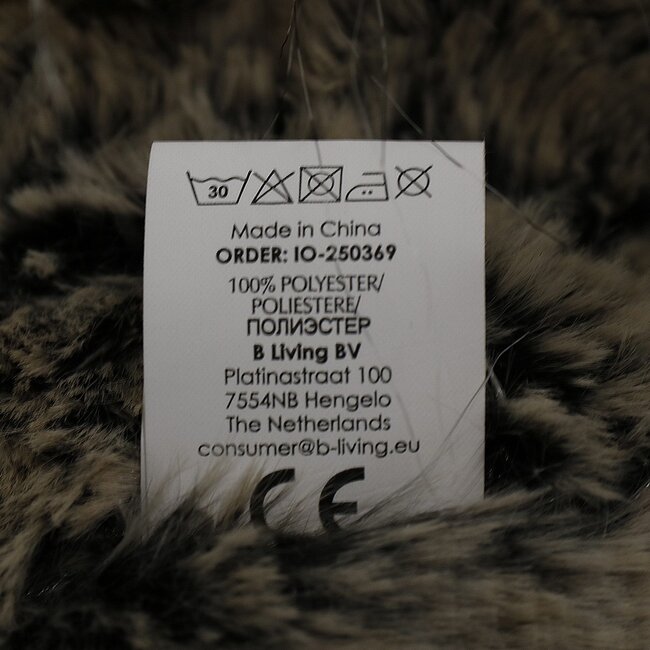 30
Made in China
ORDER: IO-250369
100% POLYESTER/
POLIESTERE/
ПОЛИЭСТЕР
B Living BV
Platinastraat 100
7554NB Hengelo
The Netherlands
consumer@b-living.eu
CE